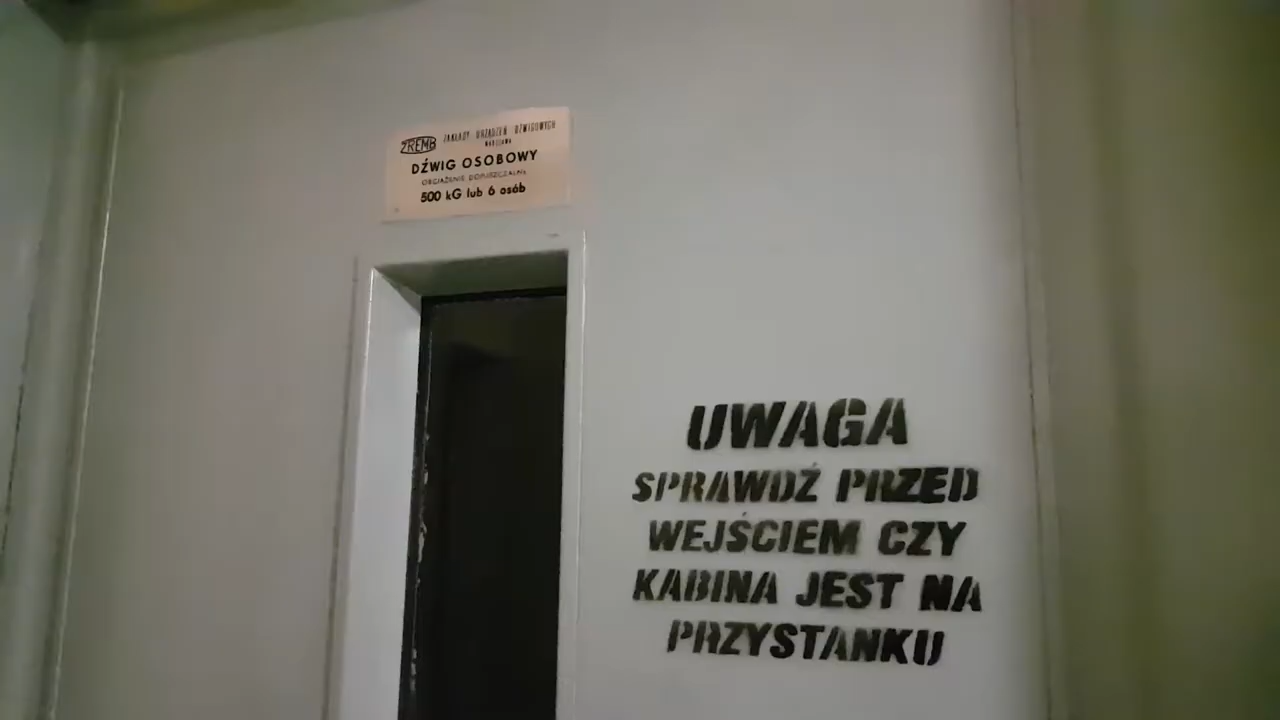 ZREMB ZAKŁADY URZĄDZEŃ DŹWIGOWYCH
WARSZAWA
DŹWIG OSOBOWY
OBCIĄŻENIE DOPUSZCZALNE
500 kG lub 6 osób
UWAGA
SPRAWDŹ PRZED
WEJŚCIEM CZY
KABINA JEST NA
PRZYSTANKU